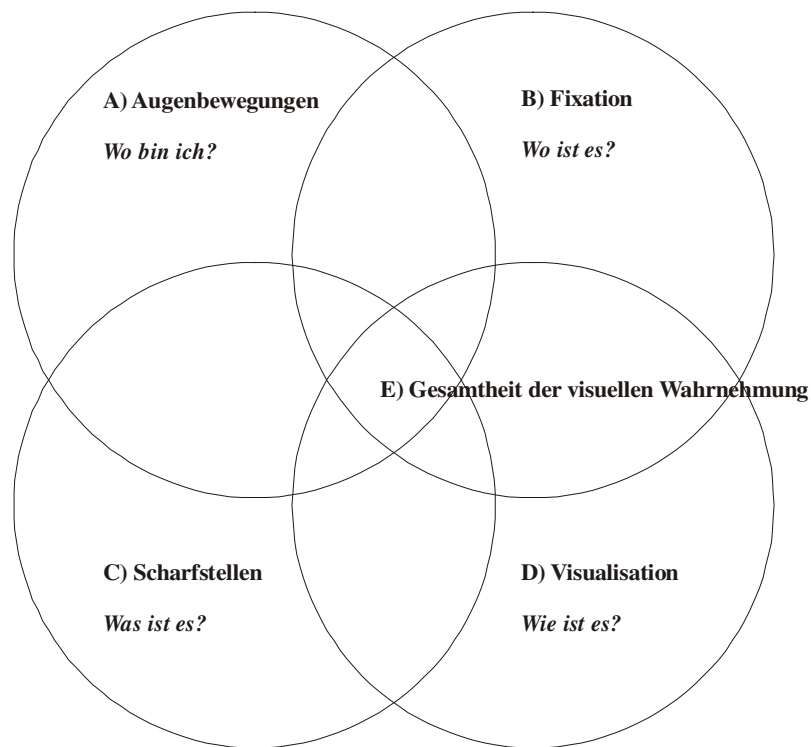 A) Augenbewegungen
Wo bin ich?
B) Fixation
Wo ist es?
E) Gesamtheit der visuellen Wahrnehmung
C) Scharfstellen
Was ist es?
D) Visualisation
Wie ist es?